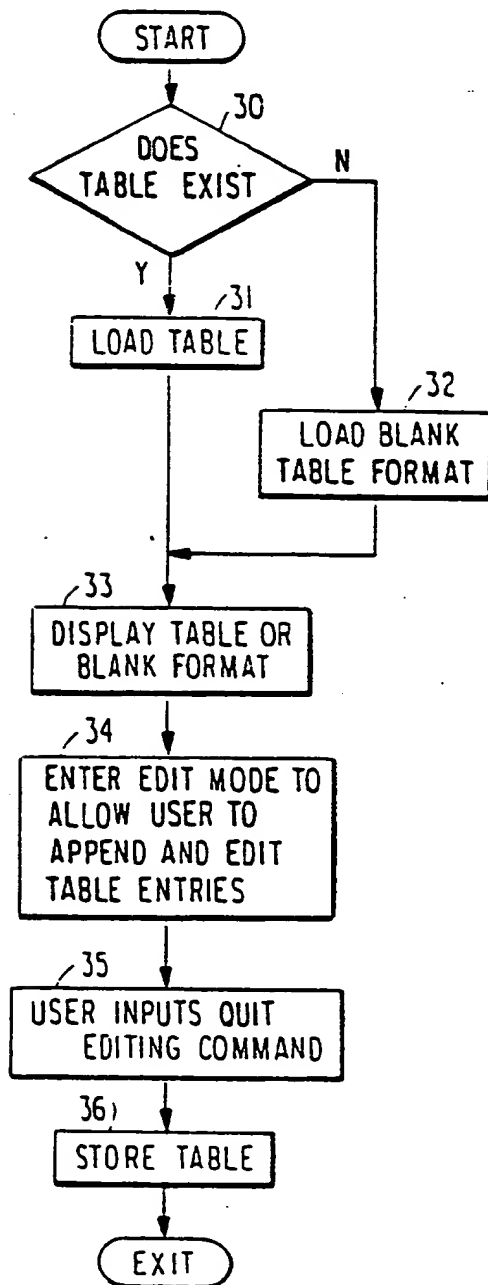 START
30
DOES
TABLE EXIST
N
Y
31
LOAD TABLE
32
LOAD BLANK
TABLE FORMAT
33
DISPLAY TABLE OR
BLANK FORMAT
34
ENTER EDIT MODE TO
ALLOW USER TO
APPEND AND EDIT
TABLE ENTRIES
35
USER INPUTS QUIT
EDITING COMMAND
36
STORE TABLE
EXIT